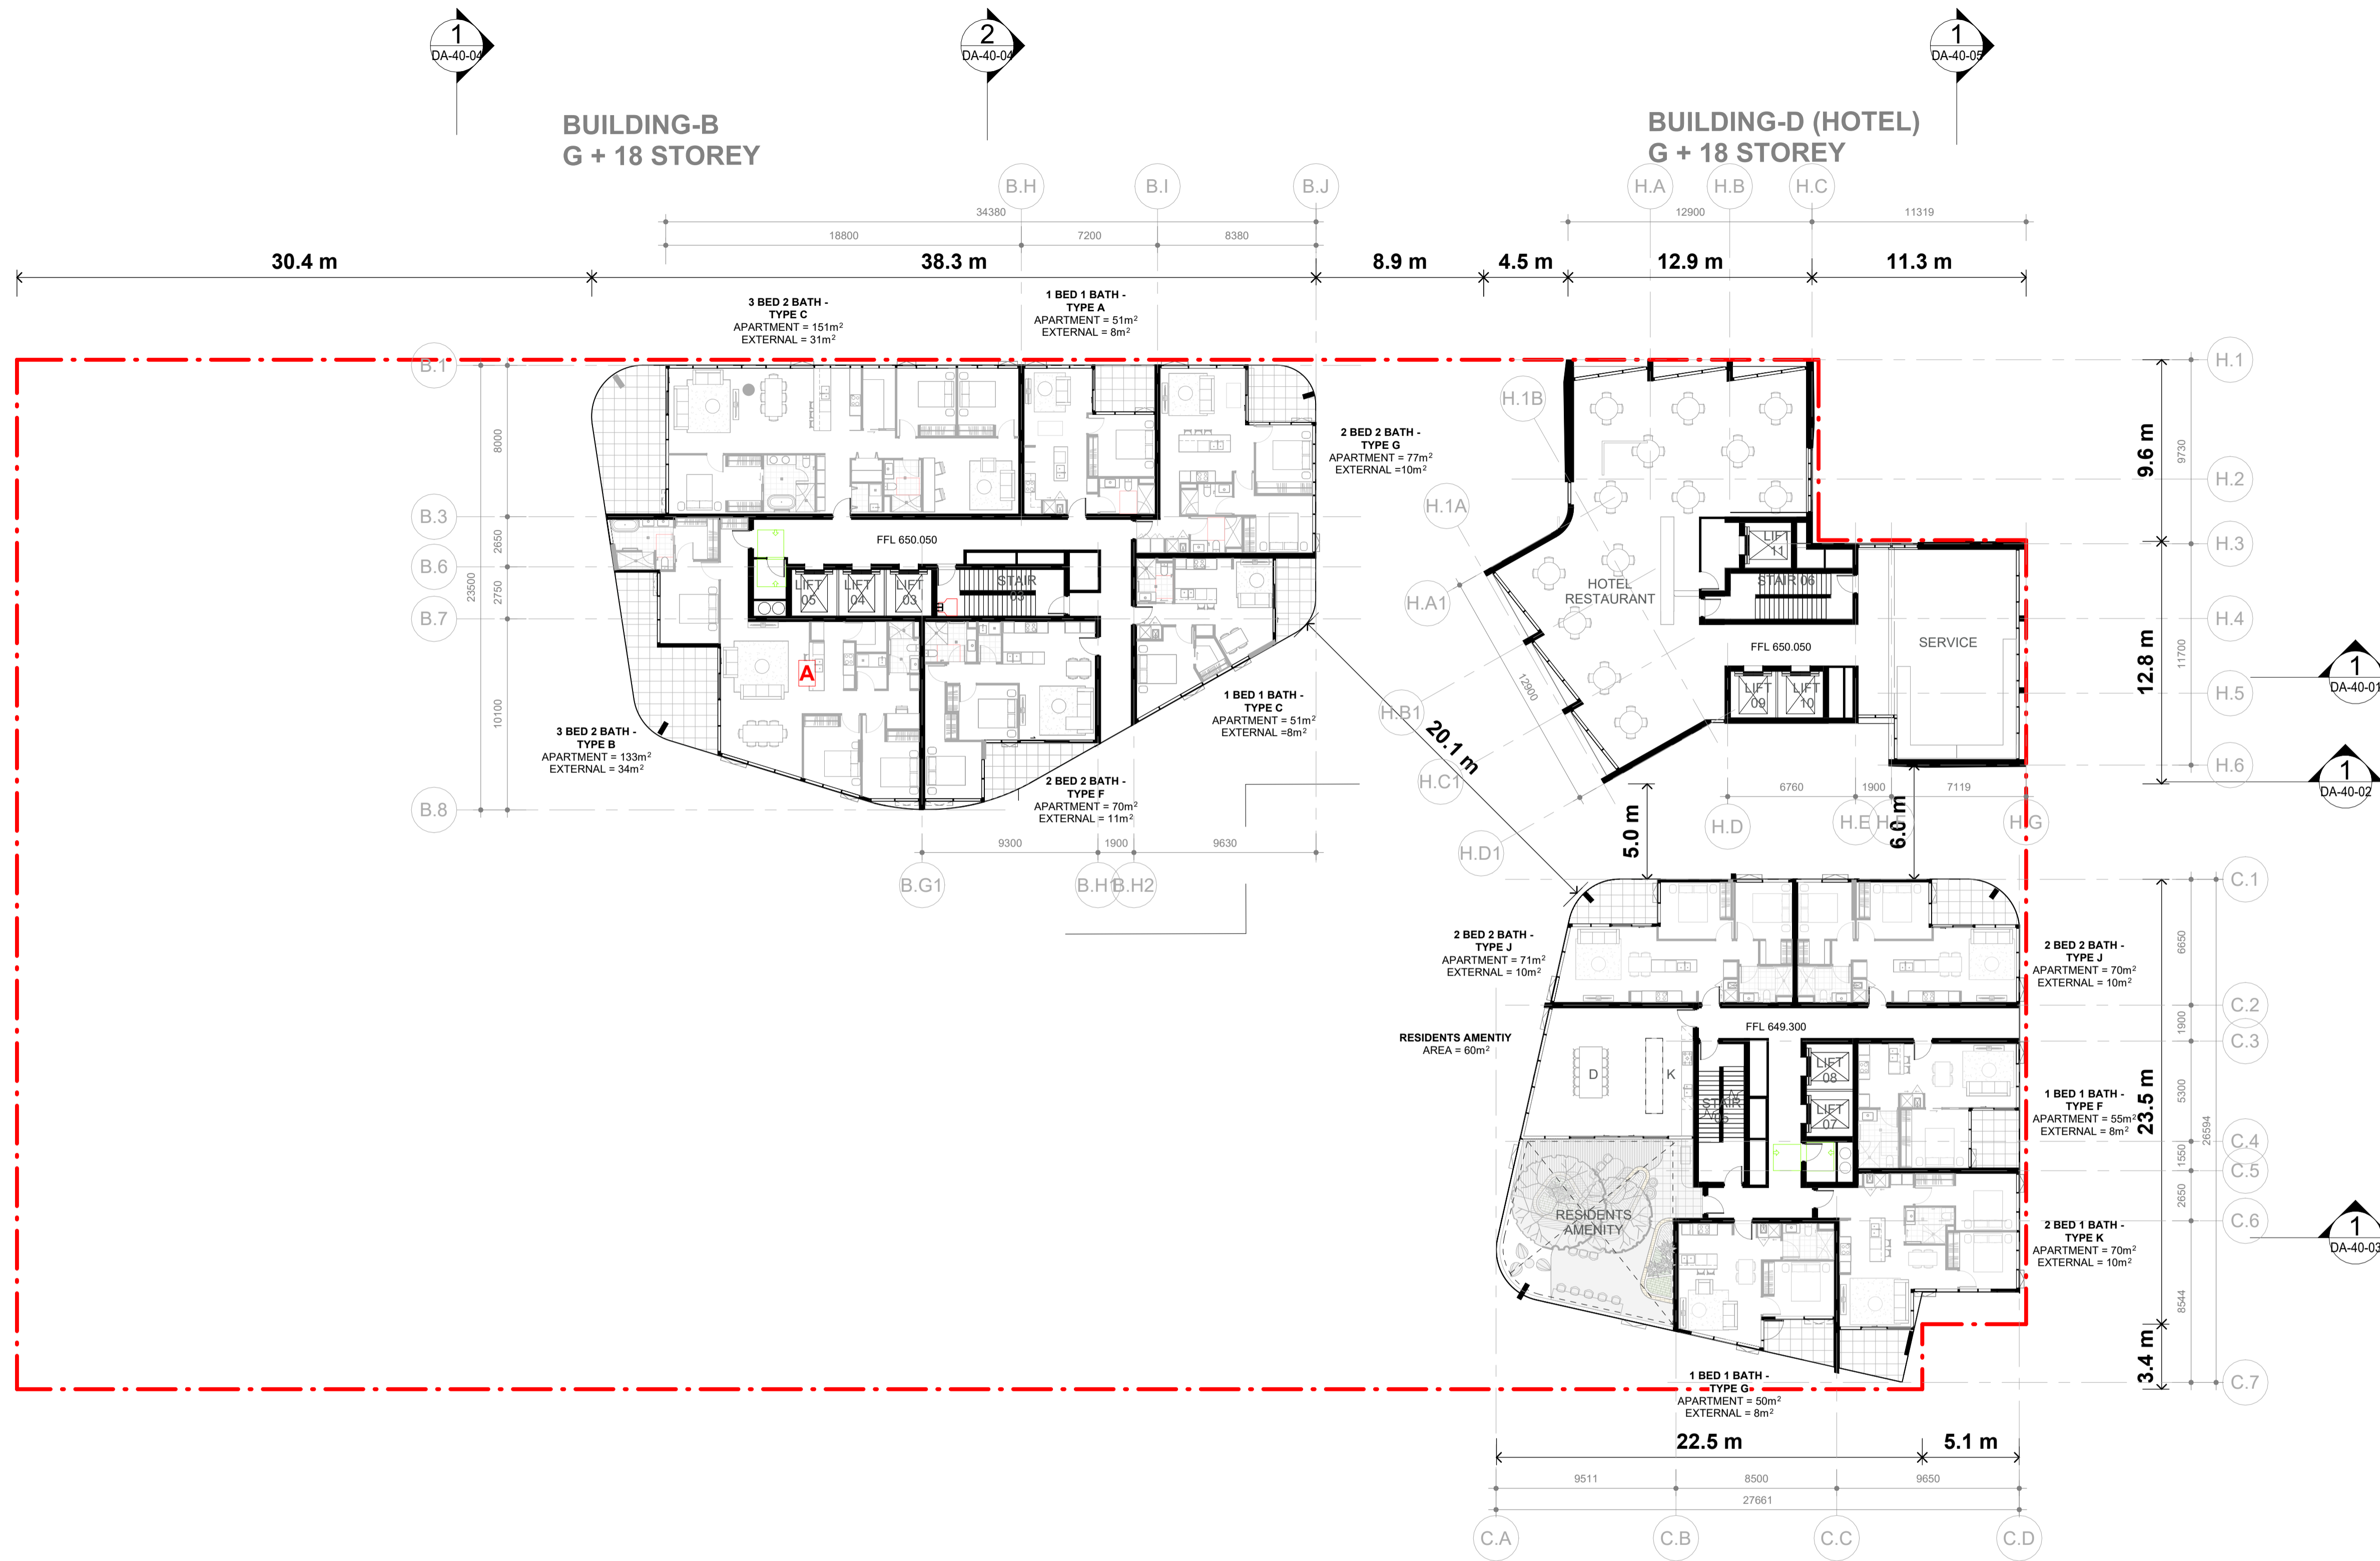 1
DA-40-04
2
DA-40-04
1
DA-40-05
BUILDING-B
G + 18 STOREY
BUILDING-D (HOTEL)
G + 18 STOREY
B.H
B.I
B.J
H.A
H.B
H.C
34380
12900
11319
18800
7200
8380
30.4 m
38.3 m
8.9 m
4.5 m
12.9 m
11.3 m
3 BED 2 BATH -
TYPE C
APARTMENT = 151m²
EXTERNAL = 31m²
1 BED 1 BATH -
TYPE A
APARTMENT = 51m²
EXTERNAL = 8m²
B.1
H.1
H.1B
8000
9.6 m
9730
2 BED 2 BATH -
TYPE G
APARTMENT = 77m²
EXTERNAL =10m²
H.2
H.1A
B.3
FFL 650.050
2650
LIFT
11
H.3
B.6
23500
2750
LIFT
05
LIFT
04
LIFT
03
STAIR
03
HOTEL
RESTAURANT
STAIR 06
H.A1
B.7
H.4
FFL 650.050
SERVICE
12.8 m
11700
1
DA-40-01
A
12900
LIFT
09
LIFT
10
H.5
10100
1 BED 1 BATH -
TYPE C
APARTMENT = 51m²
EXTERNAL =8m²
H.B1
3 BED 2 BATH -
TYPE B
APARTMENT = 133m²
EXTERNAL = 34m²
20.1 m
H.6
1
DA-40-02
2 BED 2 BATH -
TYPE F
APARTMENT = 70m²
EXTERNAL = 11m²
H.C1
6760
1900
7119
B.8
5.0 m
6.0 m
H.D
H.E
H.G
9300
1900
9630
H.D1
B.G1
B.H1
B.H2
C.1
2 BED 2 BATH -
TYPE J
APARTMENT = 71m²
EXTERNAL = 10m²
2 BED 2 BATH -
TYPE J
APARTMENT = 70m²
EXTERNAL = 10m²
6650
C.2
RESIDENTS AMENTIY
AREA = 60m²
FFL 649.300
1900
C.3
D
K
LIFT
08
LIFT
07
STAIR
05
1 BED 1 BATH -
TYPE F
APARTMENT = 55m²
EXTERNAL = 8m²
23.5 m
5300
26594
C.4
1550
C.5
2650
RESIDENTS
AMENITY
C.6
2 BED 1 BATH -
TYPE K
APARTMENT = 70m²
EXTERNAL = 10m²
1
DA-40-03
8544
3.4 m
C.7
1 BED 1 BATH -
TYPE G
APARTMENT = 50m²
EXTERNAL = 8m²
22.5 m
5.1 m
9511
8500
9650
27661
C.A
C.B
C.C
C.D